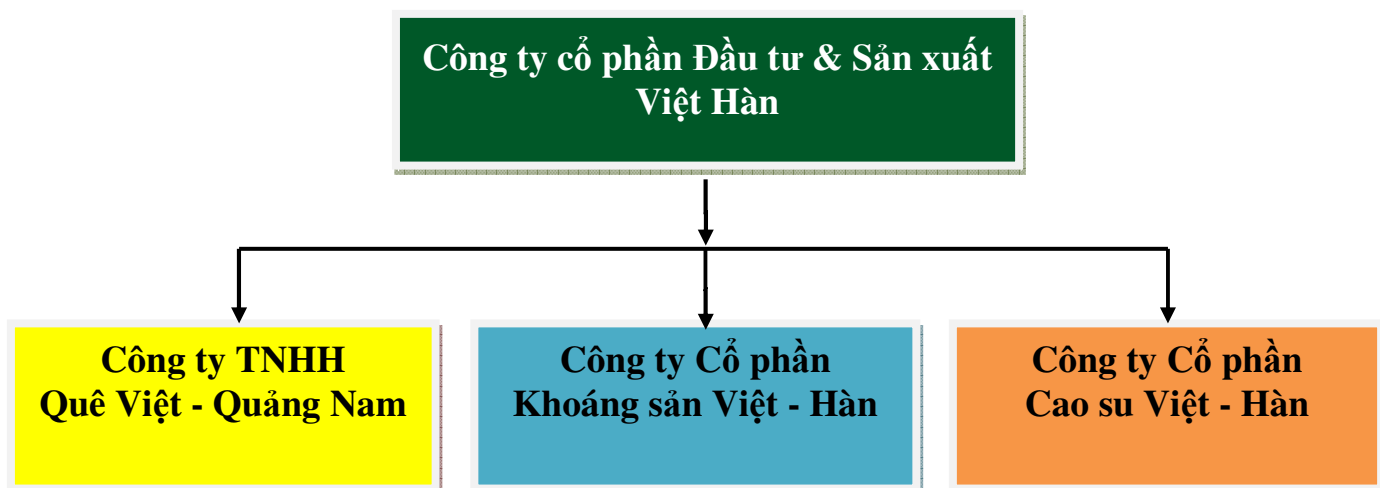 Công ty cổ phần Đầu tư & Sản xuất
Việt Hàn
Công ty TNHH
Quê Việt - Quảng Nam
Công ty Cổ phần
Khoáng sản Việt - Hàn
Công ty Cổ phần
Cao su Việt - Hàn